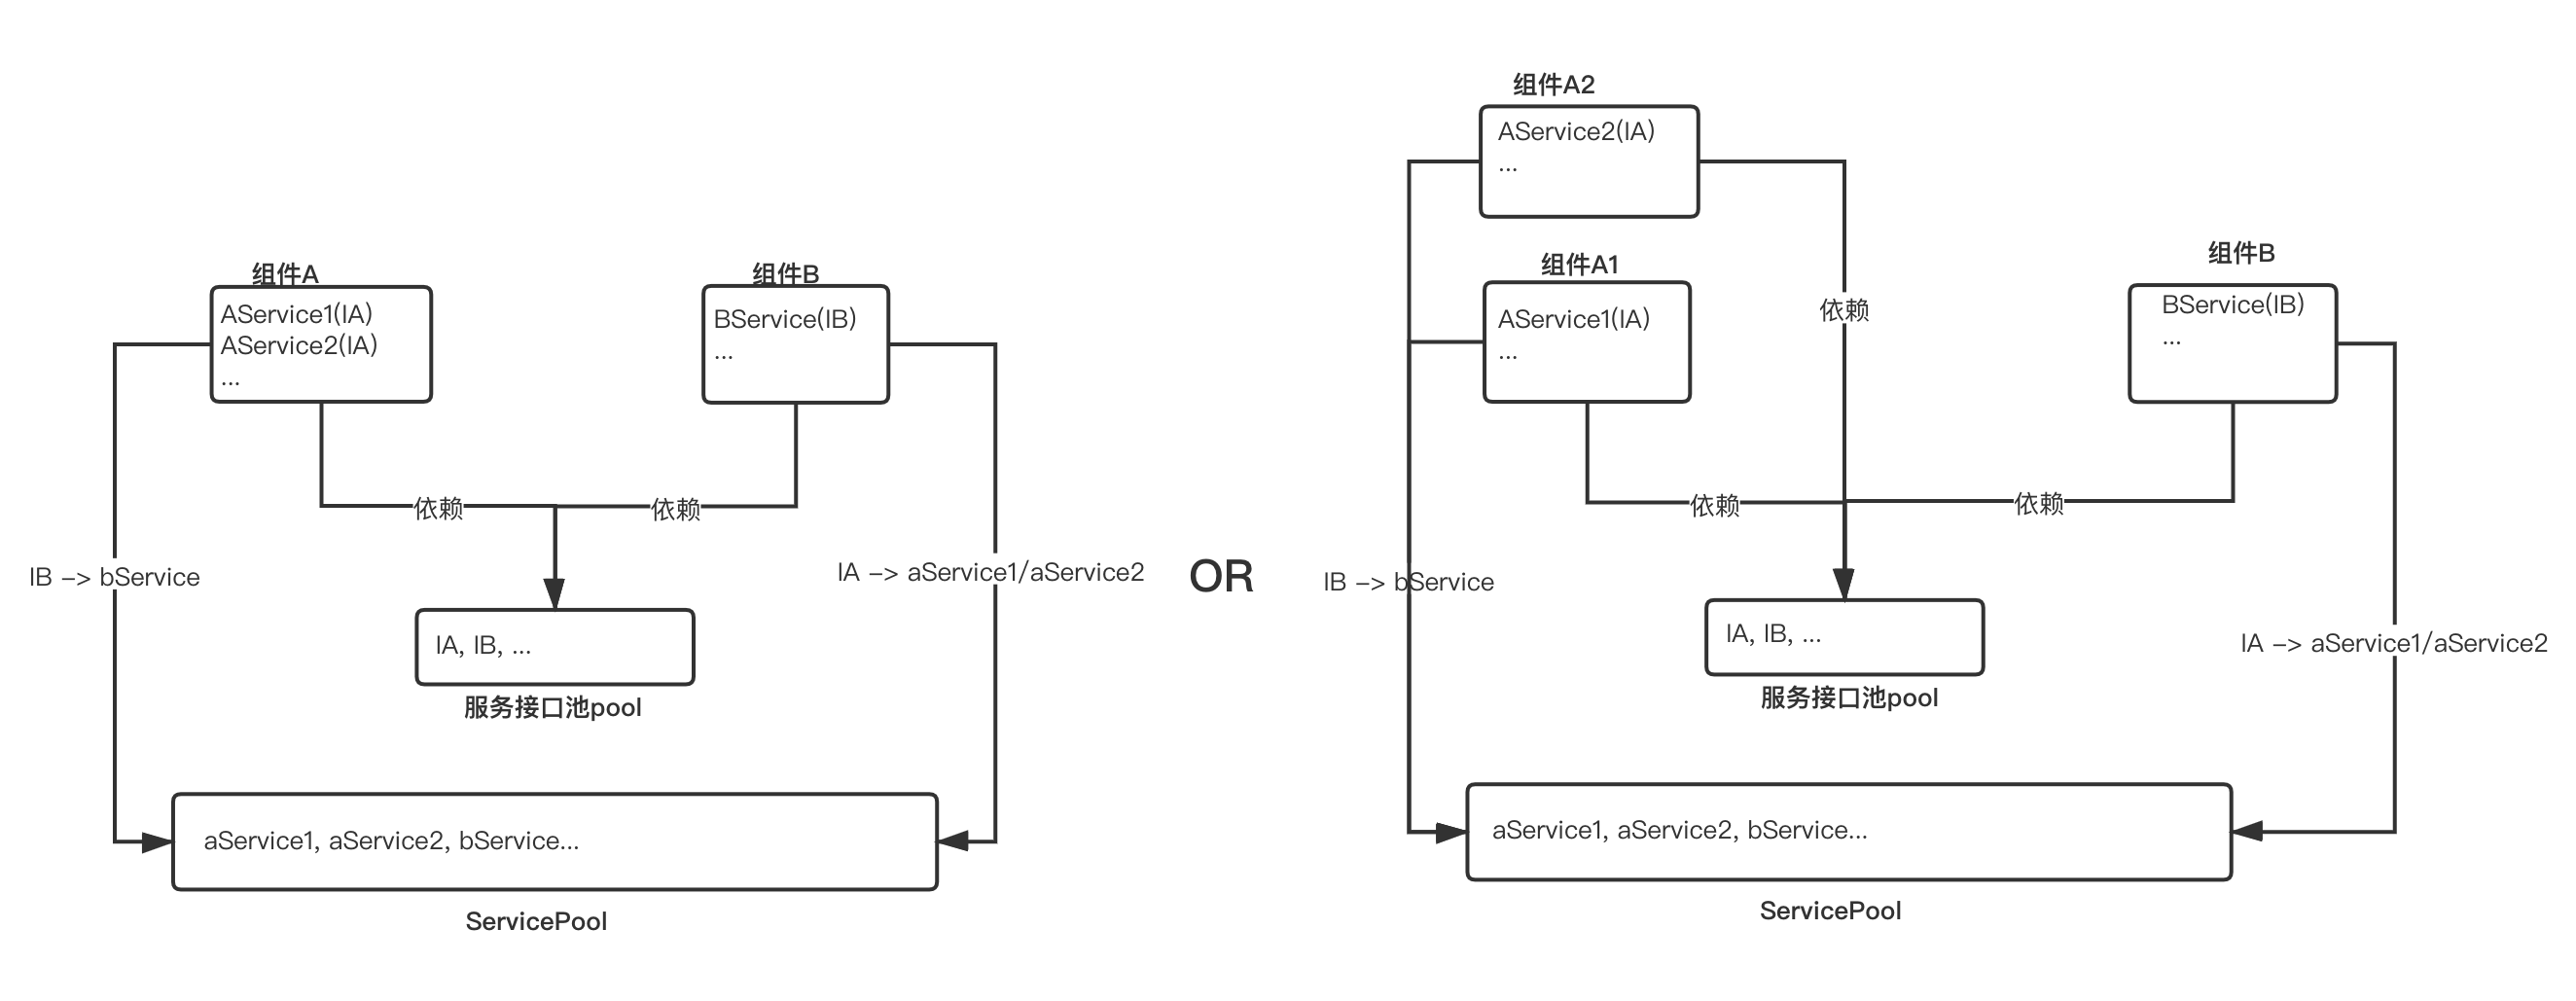 组件A
AService1(IA)
AService2(IA)
...
组件B
BService(IB)
...
依赖
依赖
IB -> bService
IA -> aService1/aService2
IA, IB, ...
服务接口池pool
aService1, aService2, bService...
ServicePool
OR
组件A2
AService2(IA)
...
组件A1
AService1(IA)
...
组件B
BService(IB)
...
依赖
依赖
依赖
IB -> bService
IA -> aService1/aService2
IA, IB, ...
服务接口池pool
aService1, aService2, bService...
ServicePool